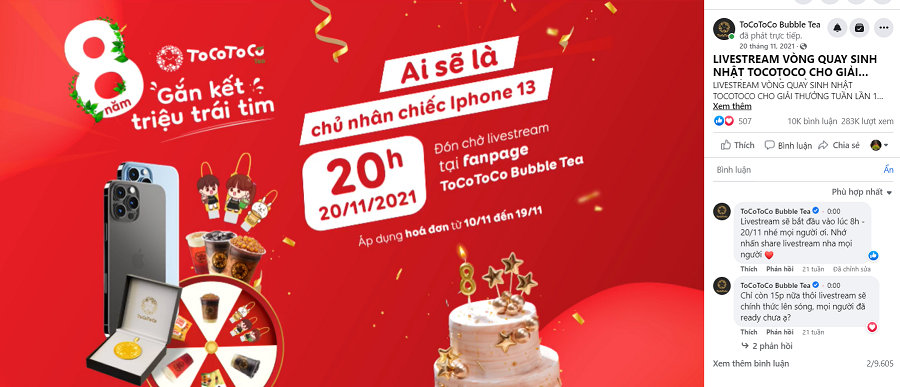 8
năm
ToCoToCo
Tea
Gắn kết
triệu trái tim
Ai sẽ là
chủ nhân chiếc Iphone 13
20h
20/11/2021
Đón chờ livestream
tại fanpage
ToCoToCo Bubble Tea
Áp dụng hoá đơn từ 10/11 đến 19/11
8
ToCoToCo
ToCoToCo Bubble Tea
đã phát trực tiếp.
20 tháng 11, 2021 ·
LIVESTREAM VÒNG QUAY SINH
NHẬT TOCOTOCO CHO GIẢI...
LIVESTREAM VÒNG QUAY SINH NHẬT
TOCOTOCO CHO GIẢI THƯỞNG TUẦN LẦN 1...
Xem thêm
507
10K bình luận 283K lượt xem
Thích
Bình luận
Chia sẻ
Bình luận
Ẩn
Phù hợp nhất
ToCoToCo Bubble Tea · 0:00
Livestream sẽ bắt đầu vào lúc 8h -
20/11 nhé mọi người ơi. Nhớ
nhấn share livestream nha mọi
người ❤
Thích Phản hồi 21 tuần Đã chỉnh sửa
ToCoToCo Bubble Tea · 0:00
Chỉ còn 15p nữa thôi livestream sẽ
chính thức lên sóng, mọi người đã
ready chưa ạ?
Thích Phản hồi 21 tuần
2 phản hồi
Xem thêm bình luận
2/9.605